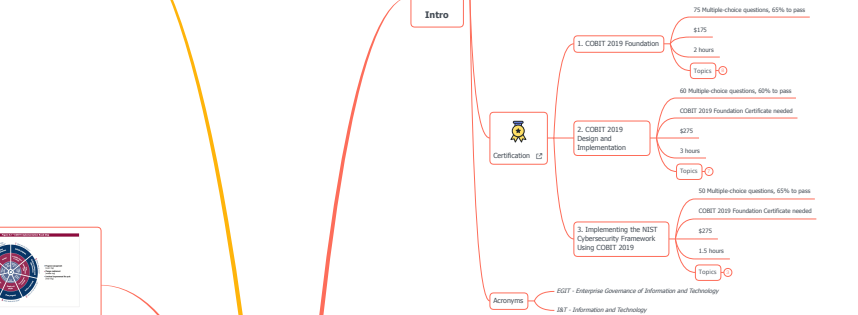 Intro
75 Multiple-choice questions, 65% to pass
1. COBIT 2019 Foundation
$175
2 hours
Topics
Certification
60 Multiple-choice questions, 60% to pass
COBIT 2019 Foundation Certificate needed
2. COBIT 2019
Design and
Implementation
$275
3 hours
Topics
50 Multiple-choice questions, 65% to pass
COBIT 2019 Foundation Certificate needed
3. Implementing the NIST
Cybersecurity Framework
Using COBIT 2019
$275
1.5 hours
Topics
Acronyms
EGIT - Enterprise Governance of Information and Technology
I&T - Information and Technology